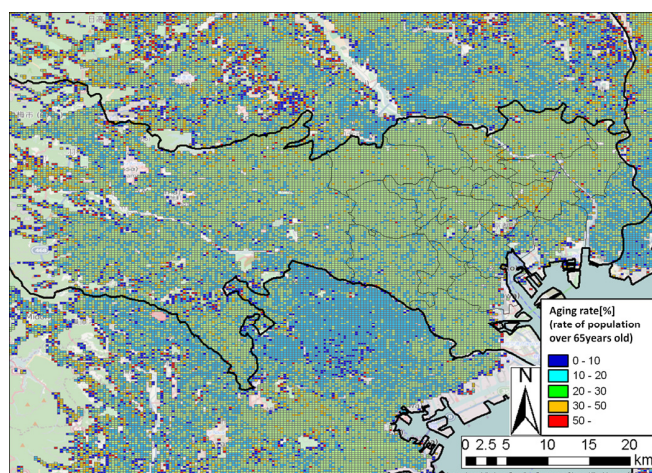 Aging rate[%]
(rate of population
over 65years old)
0 - 10
10 - 20
20 - 30
30 - 50
50 -
N
0 2.5 5 10 15 20
km